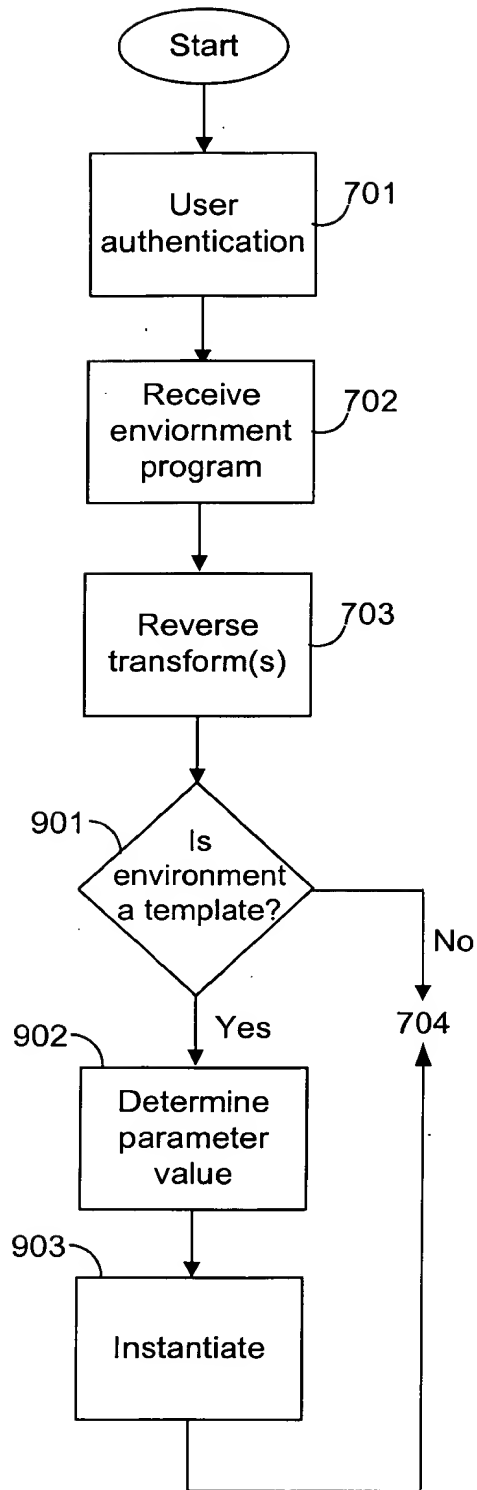 Start
User
authentication
701
Receive
enviornment
program
702
Reverse
transform(s)
703
901
Is
environment
a template?
No
704
Yes
902
Determine
parameter
value
903
Instantiate